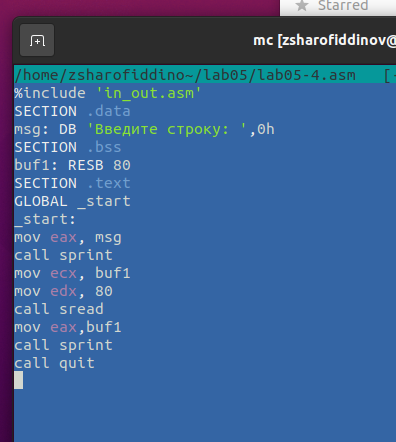 Starred
mc [zsharofiddinov@
/home/zsharofiddino~/lab05/lab05-4.asm [-
%include 'in_out.asm'
SECTION .data
msg: DB 'Введите строку: ',0h
SECTION .bss
buf1: RESB 80
SECTION .text
GLOBAL _start
_start:
mov eax, msg
call sprint
mov ecx, buf1
mov edx, 80
call sread
mov eax,buf1
call sprint
call quit